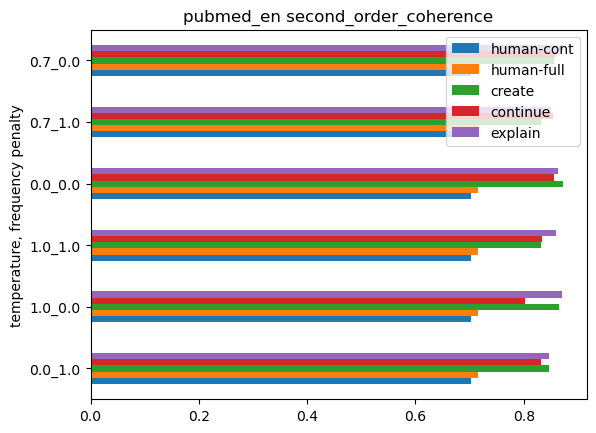 pubmed_en second_order_coherence
temperature, frequency penalty
0.7_0.0
0.7_1.0
0.0_0.0
1.0_1.0
1.0_0.0
0.0_1.0
human-cont
human-full
create
continue
explain
0.0
0.2
0.4
0.6
0.8